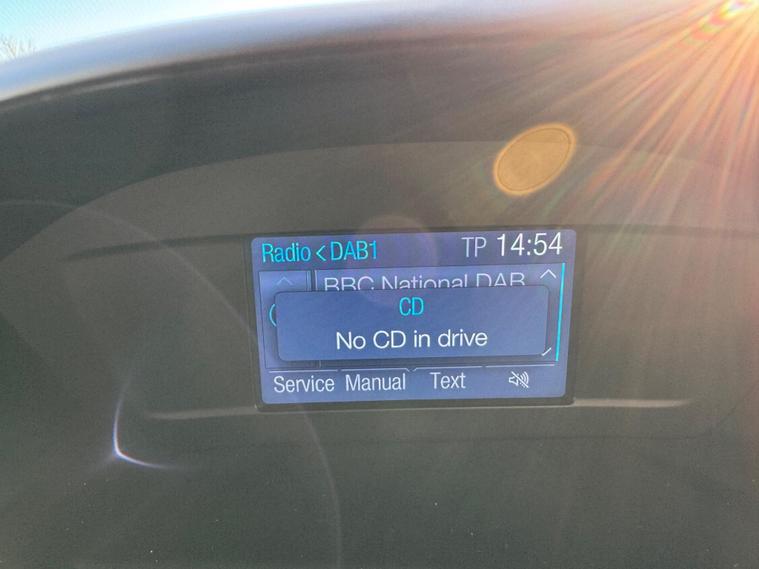 Radio < DAB1 TP 14:54
BBC National DAB
CD
No CD in drive
Service Manual Text